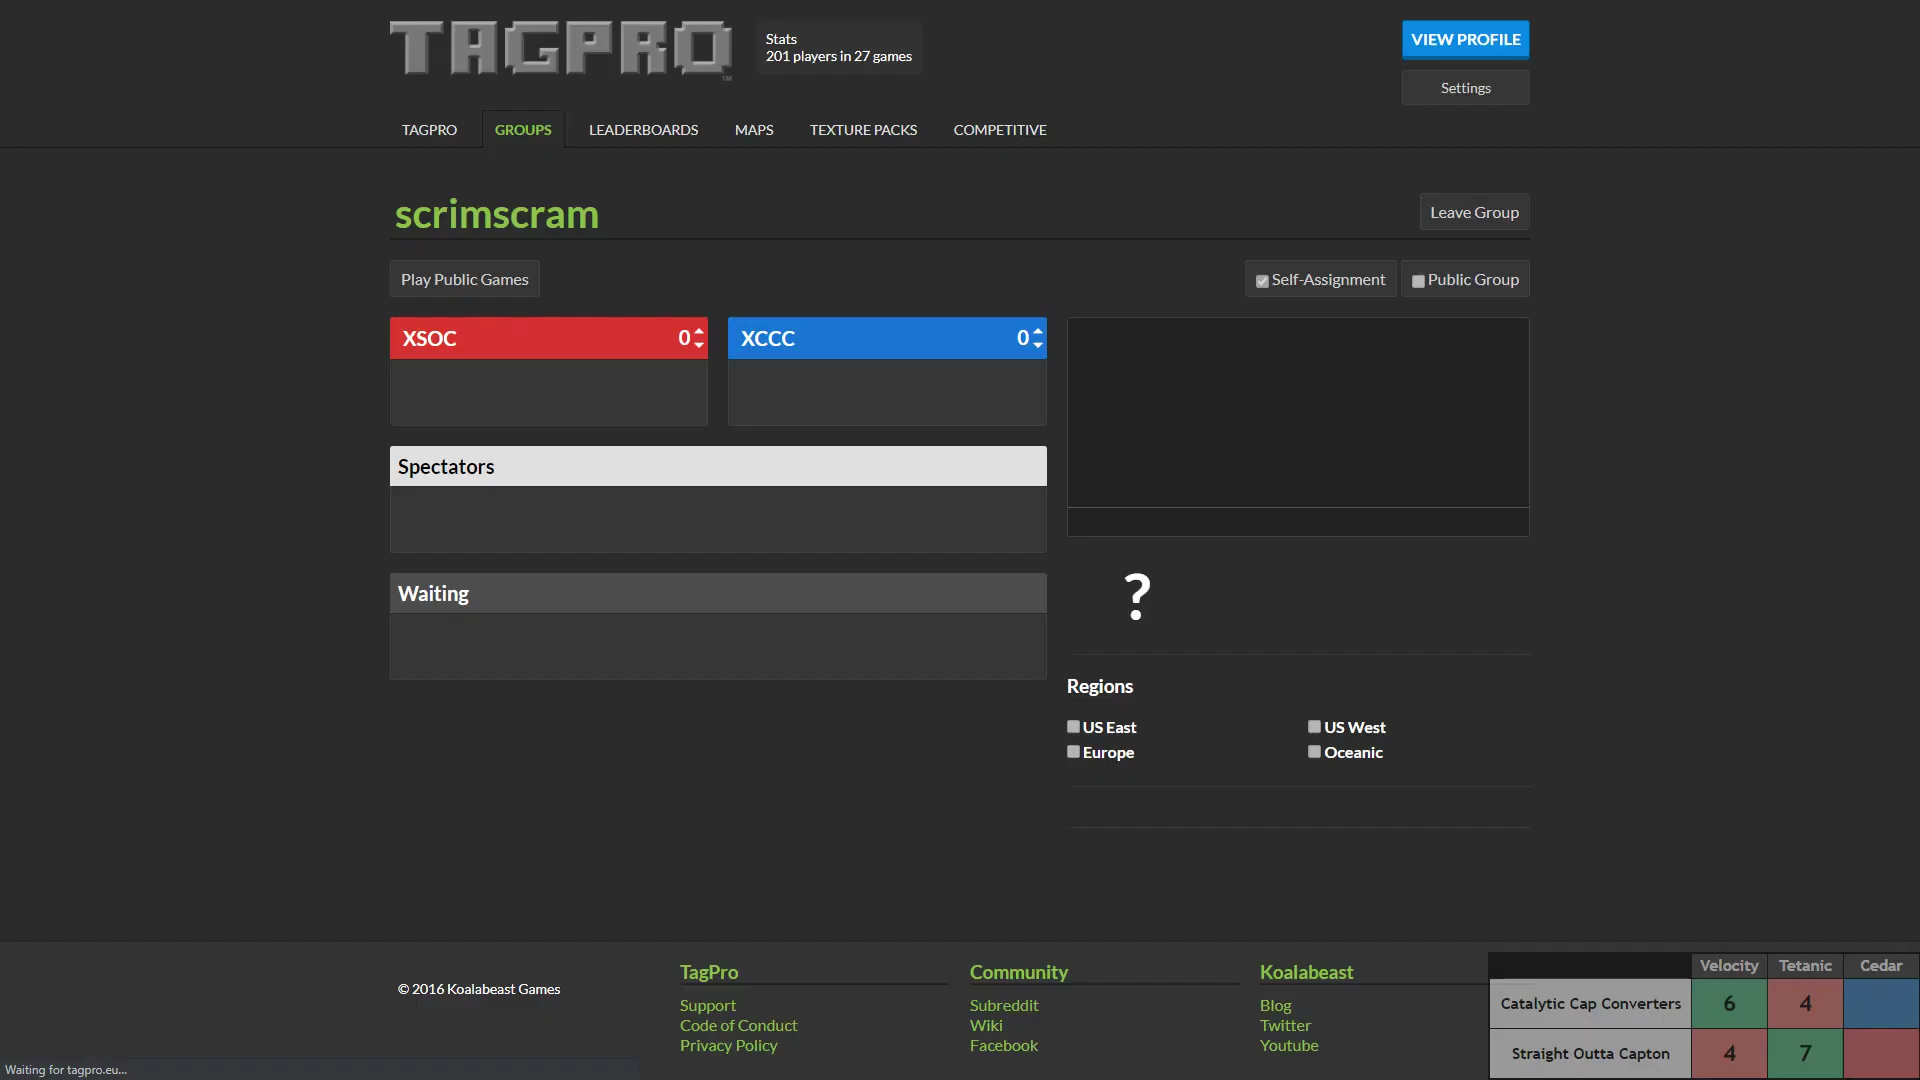 TAGPRO
TM
Stats
201 players in 27 games
VIEW PROFILE
Settings
TAGPRO
GROUPS
LEADERBOARDS
MAPS
TEXTURE PACKS
COMPETITIVE
scrimscram
Leave Group
Play Public Games
Self-Assignment
Public Group
XSOC
0
XCCC
0
Spectators
Waiting
?
Regions
US East
US West
Europe
Oceanic
© 2016 Koalabeast Games
TagPro
Support
Code of Conduct
Privacy Policy
Community
Subreddit
Wiki
Facebook
Koalabeast
Blog
Twitter
Youtube
Velocity Tetanic Cedar
Catalytic Cap Converters 6 4
Straight Outta Capton 4 7
Waiting for tagpro.eu...